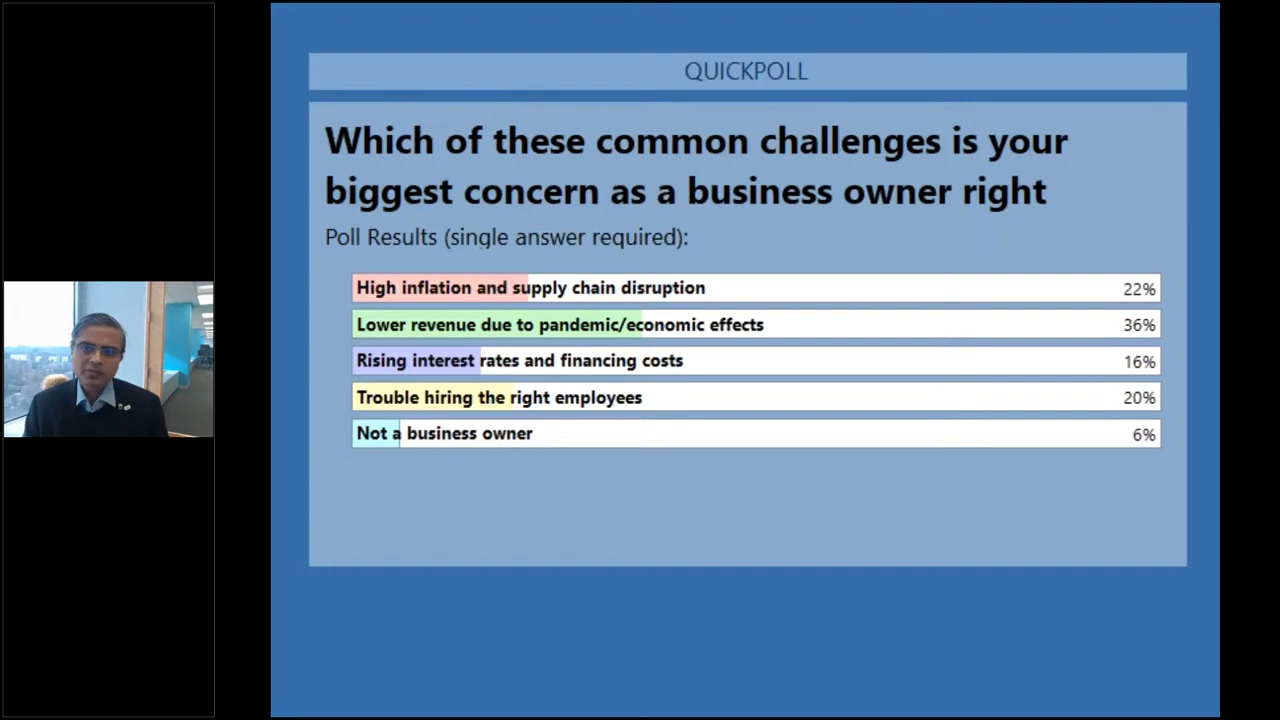 QUICKPOLL
Which of these common challenges is your
biggest concern as a business owner right
Poll Results (single answer required):
High inflation and supply chain disruption 22%
Lower revenue due to pandemic/economic effects 36%
Rising interest rates and financing costs 16%
Trouble hiring the right employees 20%
Not a business owner 6%